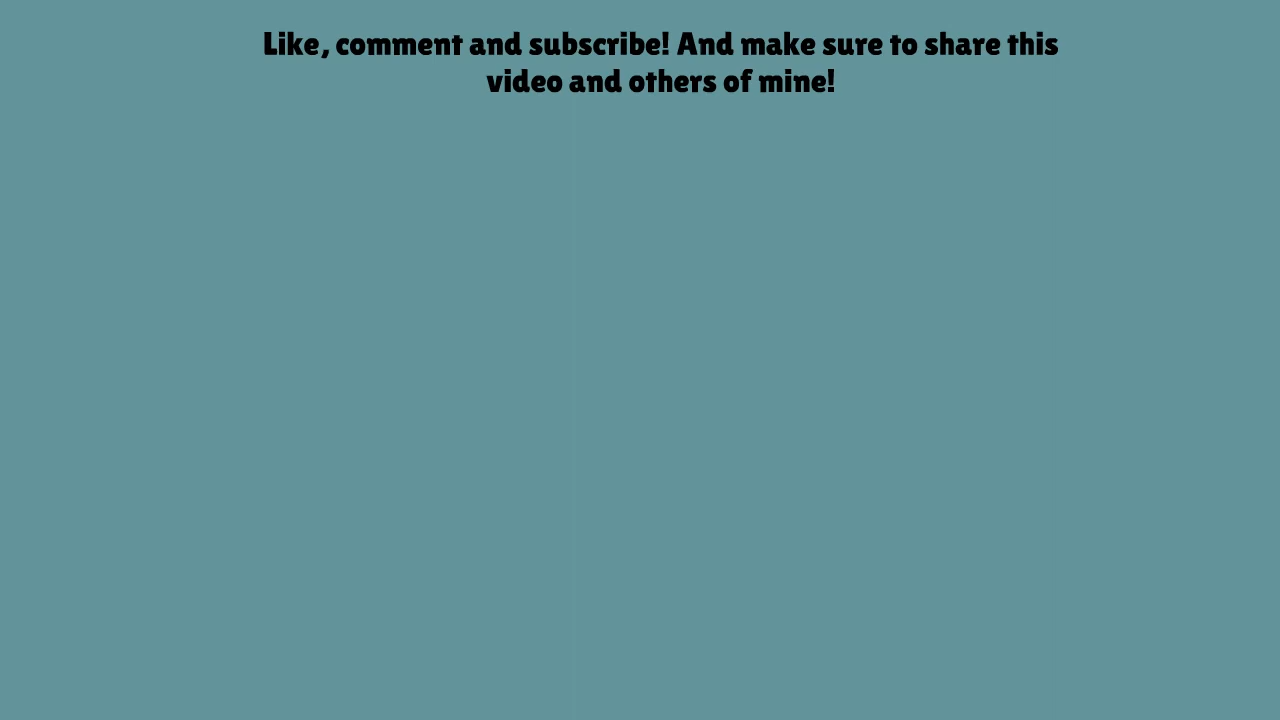 Like, comment and subscribe! And make sure to share this
video and others of mine!